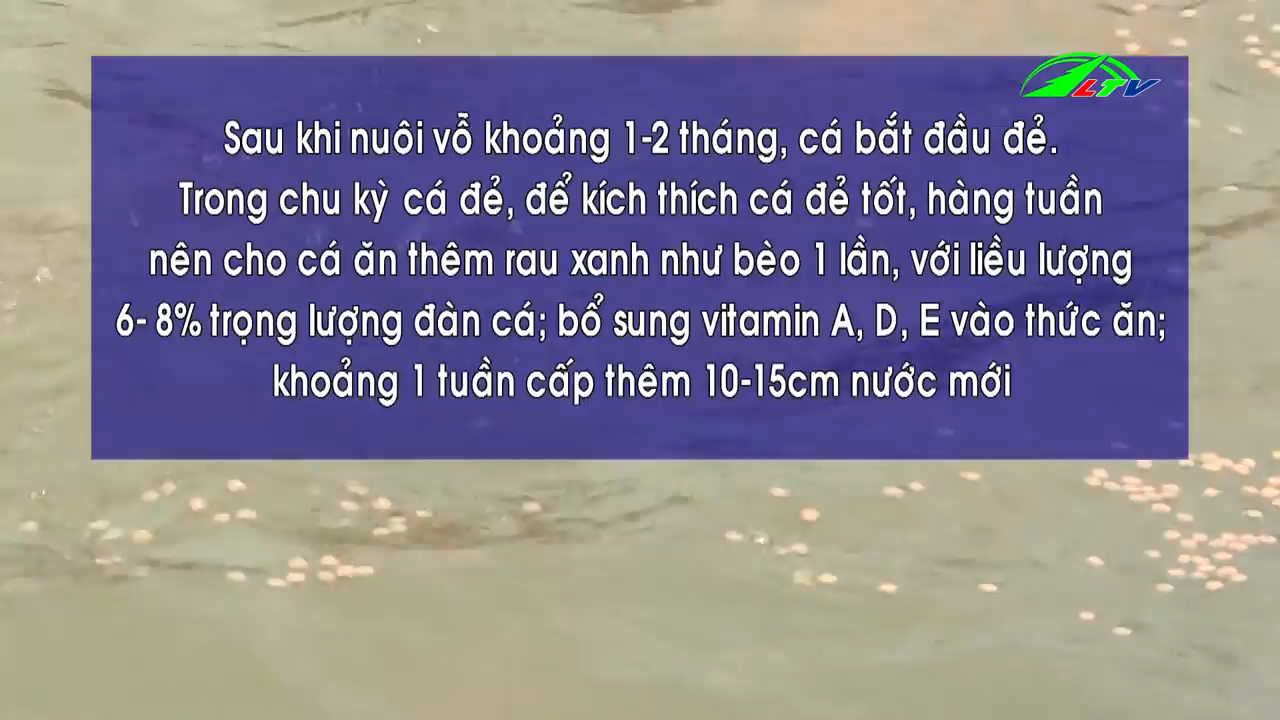 LTV
Sau khi nuôi vỗ khoảng 1-2 tháng, cá bắt đầu đẻ.
Trong chu kỳ cá đẻ, để kích thích cá đẻ tốt, hàng tuần
nên cho cá ăn thêm rau xanh như bèo 1 lần, với liều lượng
6- 8% trọng lượng đàn cá; bổ sung vitamin A, D, E vào thức ăn;
khoảng 1 tuần cấp thêm 10-15cm nước mới